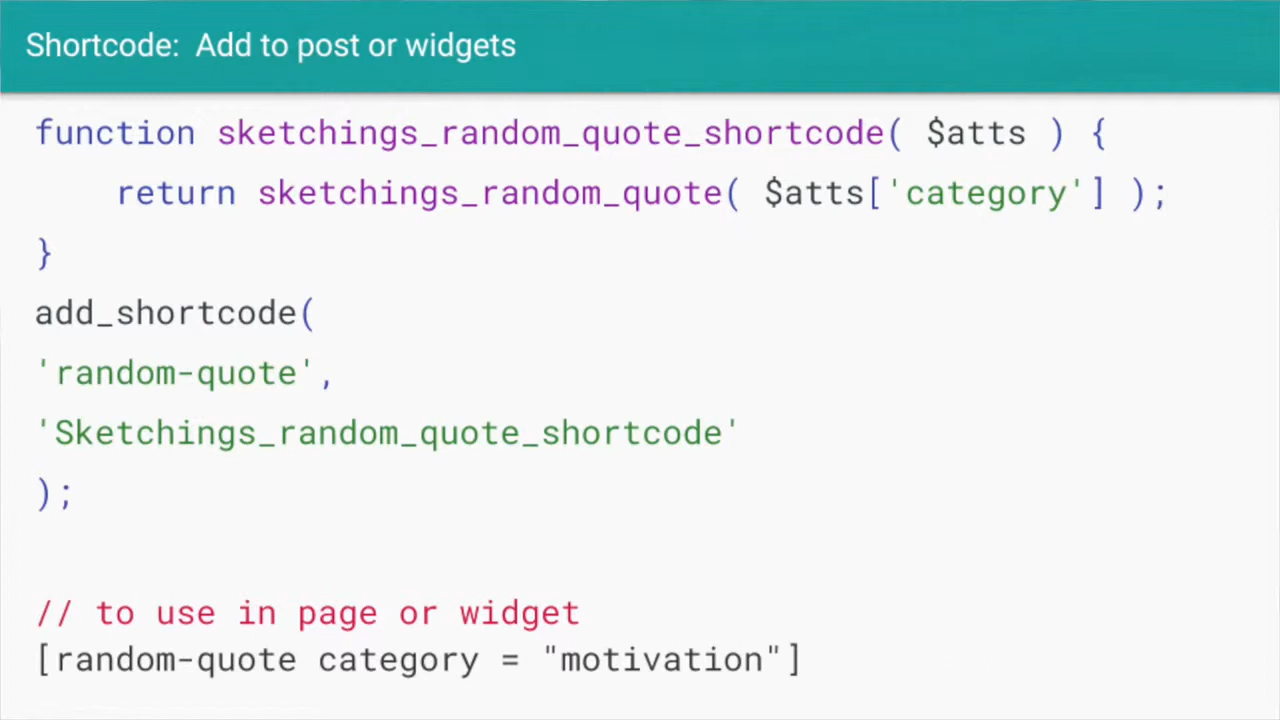 Shortcode: Add to post or widgets
function sketchings_random_quote_shortcode( $atts ) {
return sketchings_random_quote( $atts['category'] );
}
add_shortcode(
'random-quote',
'Sketchings_random_quote_shortcode'
);
// to use in page or widget
[random-quote category = "motivation"]